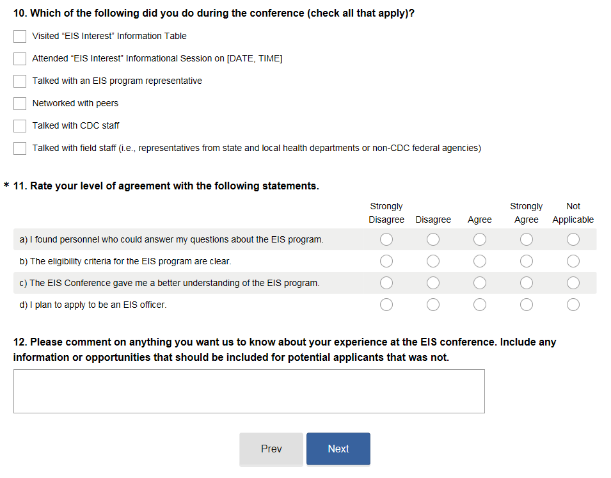 10. Which of the following did you do during the conference (check all that apply)?
Visited "EIS Interest" Information Table
Attended "EIS Interest" Informational Session on [DATE, TIME]
Talked with an EIS program representative
Networked with peers
Talked with CDC staff
Talked with field staff (i.e., representatives from state and local health departments or non-CDC federal agencies)
* 11. Rate your level of agreement with the following statements.
Strongly Disagree Disagree Agree Strongly Agree Not Applicable
a) I found personnel who could answer my questions about the EIS program.
b) The eligibility criteria for the EIS program are clear.
c) The EIS Conference gave me a better understanding of the EIS program.
d) I plan to apply to be an EIS officer.
12. Please comment on anything you want us to know about your experience at the EIS conference. Include any
information or opportunities that should be included for potential applicants that was not.
Prev Next